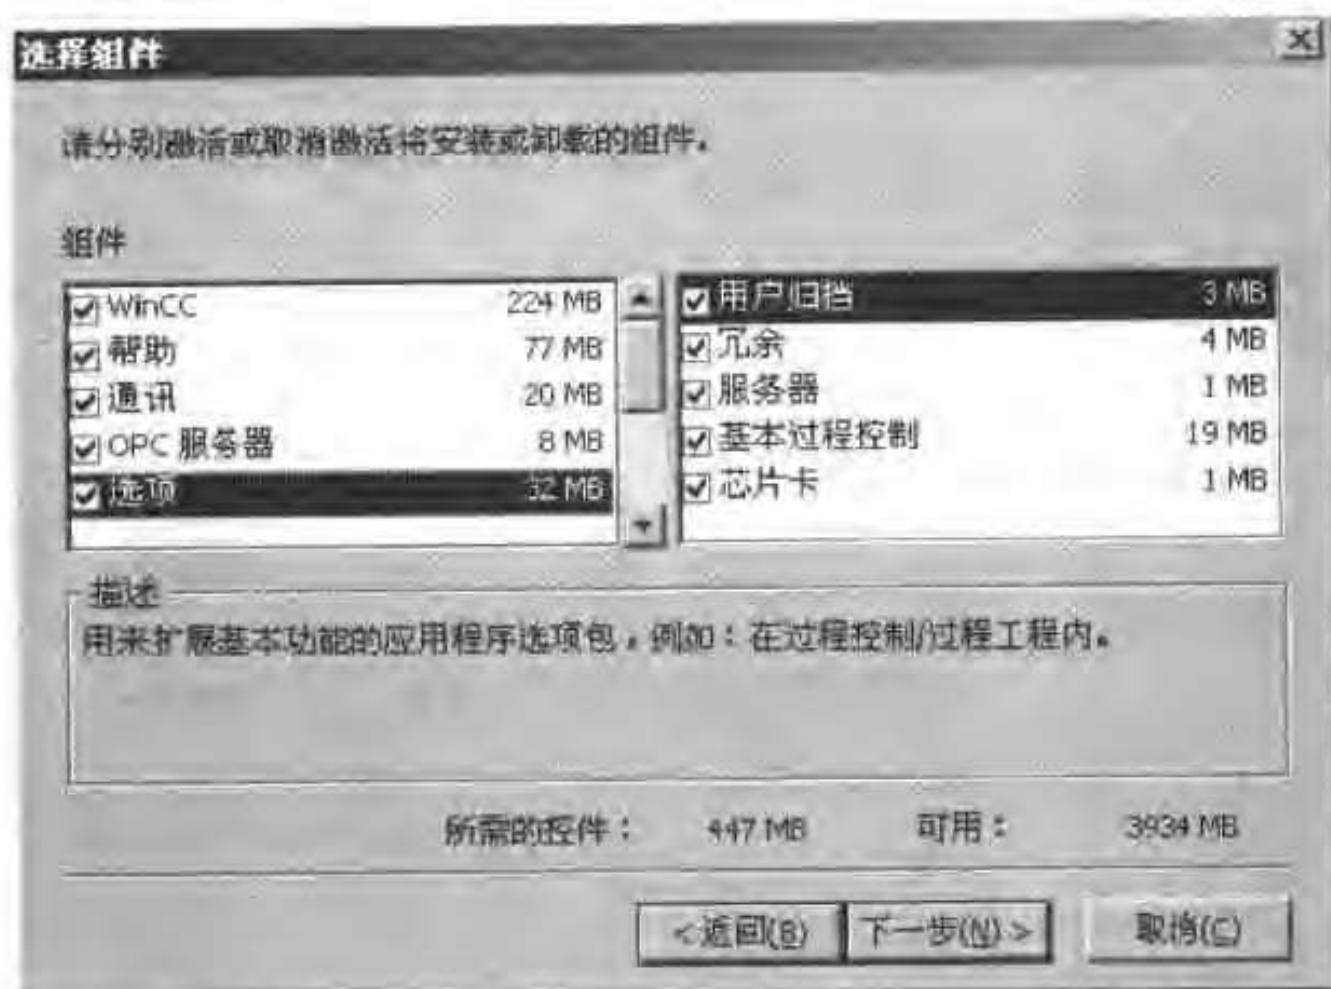 选择组件
请分别激活或取消激活将安装或卸载的组件。
组件
WinCC 224 MB
帮助 77 MB
通讯 20 MB
OPC 服务器 8 MB
选项 32 MB
用户归档 3 MB
冗余 4 MB
服务器 1 MB
基本过程控制 19 MB
芯片卡 1 MB
描述
用来扩展基本功能的应用程序选项包，例如：在过程控制/过程工程内。
所需的控件： 447 MB 可用： 3934 MB
<返回(B) 下一步(N)> 取消(C)